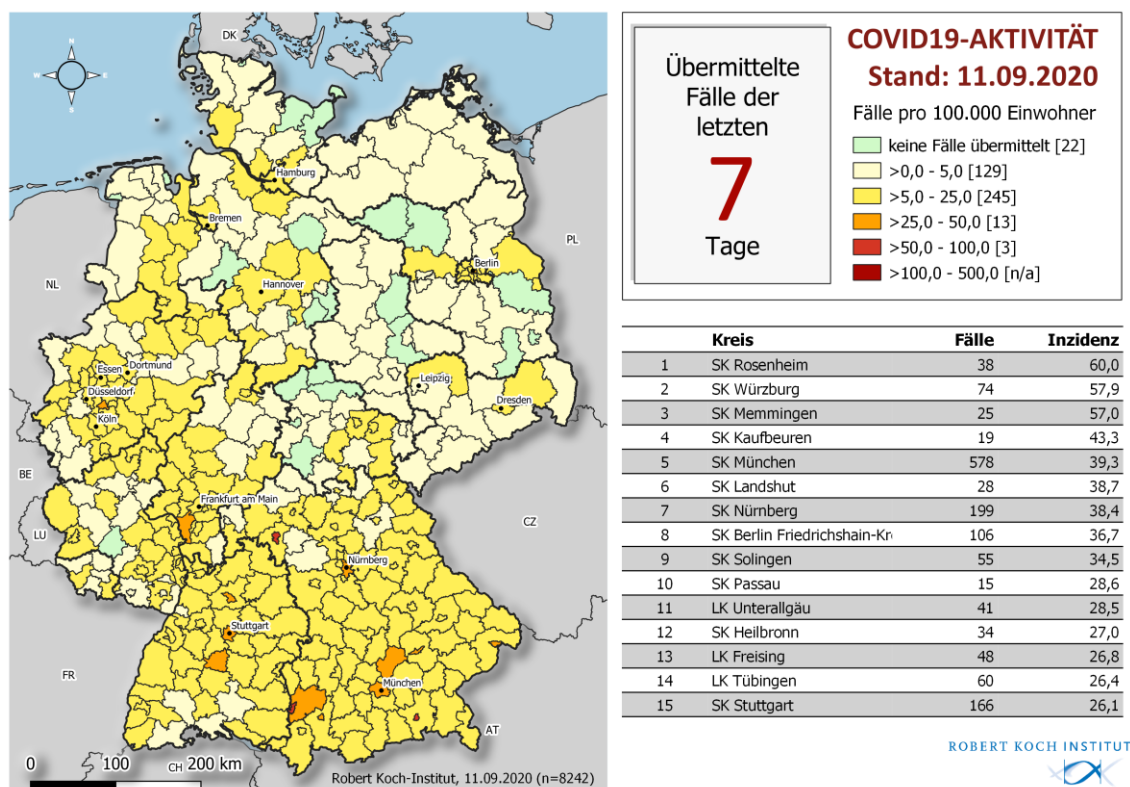 DK
N
W
E
S
Hamburg
Bremen
PL
Berlin
NL
Hannover
Essen
Dortmund
Düsseldorf
Leipzig
Köln
Dresden
BE
Frankfurt am Main
LU
CZ
Nürnberg
Stuttgart
FR
München
AT
0 100 CH 200 km
Robert Koch-Institut, 11.09.2020 (n=8242)
Übermittelte
Fälle der
letzten
7
Tage
COVID19-AKTIVITÄT
Stand: 11.09.2020
Fälle pro 100.000 Einwohner
keine Fälle übermittelt [22]
>0,0 - 5,0 [129]
>5,0 - 25,0 [245]
>25,0 - 50,0 [13]
>50,0 - 100,0 [3]
>100,0 - 500,0 [n/a]
Kreis Fälle Inzidenz
1 SK Rosenheim 38 60,0
2 SK Würzburg 74 57,9
3 SK Memmingen 25 57,0
4 SK Kaufbeuren 19 43,3
5 SK München 578 39,3
6 SK Landshut 28 38,7
7 SK Nürnberg 199 38,4
8 SK Berlin Friedrichshain-Kr 106 36,7
9 SK Solingen 55 34,5
10 SK Passau 15 28,6
11 LK Unterallgäu 41 28,5
12 SK Heilbronn 34 27,0
13 LK Freising 48 26,8
14 LK Tübingen 60 26,4
15 SK Stuttgart 166 26,1
ROBERT KOCH INSTITUT